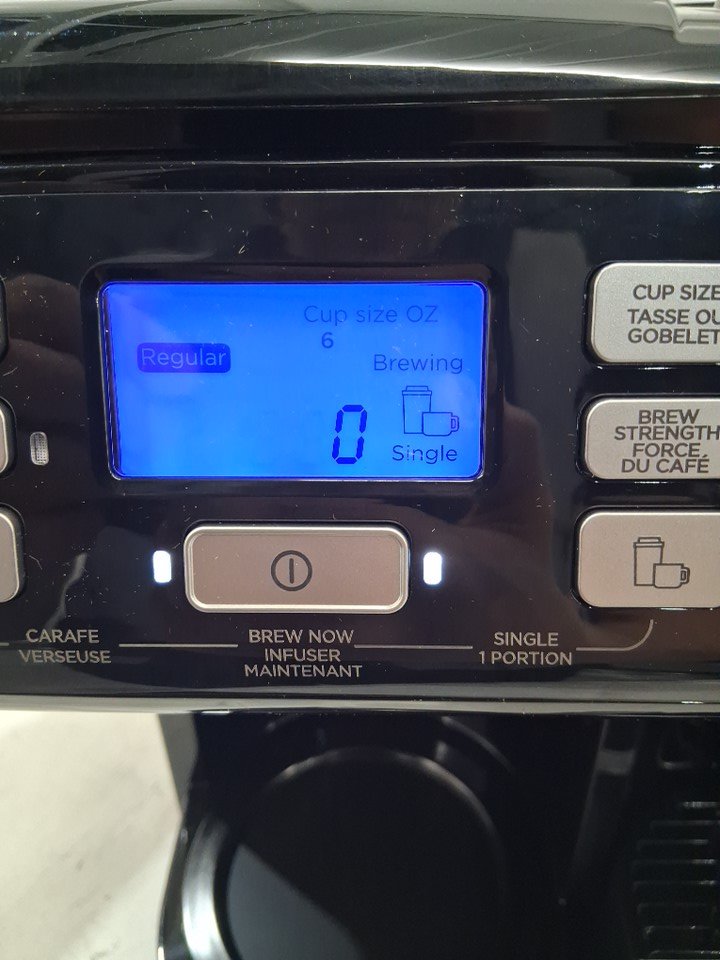 Cup size OZ
6
Regular
Brewing
0
Single
CUP SIZE
TASSE OU
GOBELET
BREW
STRENGTH
FORCE
DU CAFÉ
CARAFE
VERSEUSE
BREW NOW
INFUSER
MAINTENANT
SINGLE
1 PORTION